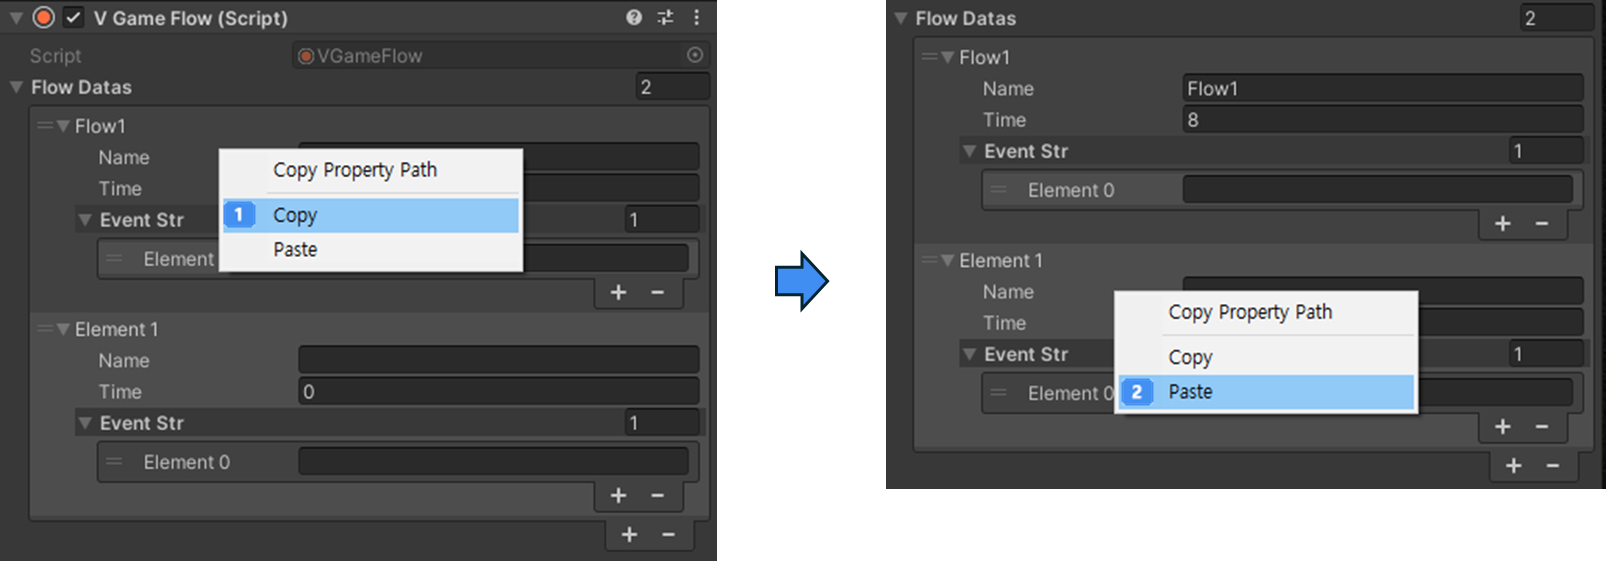 V Game Flow (Script)
Script
VGameFlow
Flow Datas
2
Flow1
Name
Time
Event Str
1
Element
Copy Property Path
1
Copy
Paste
Element 1
Name
Time
0
Event Str
1
Element 0
Flow Datas
2
Flow1
Name
Flow1
Time
8
Event Str
1
Element 0
Element 1
Name
Time
Event Str
1
Element 0
Copy Property Path
Copy
2
Paste